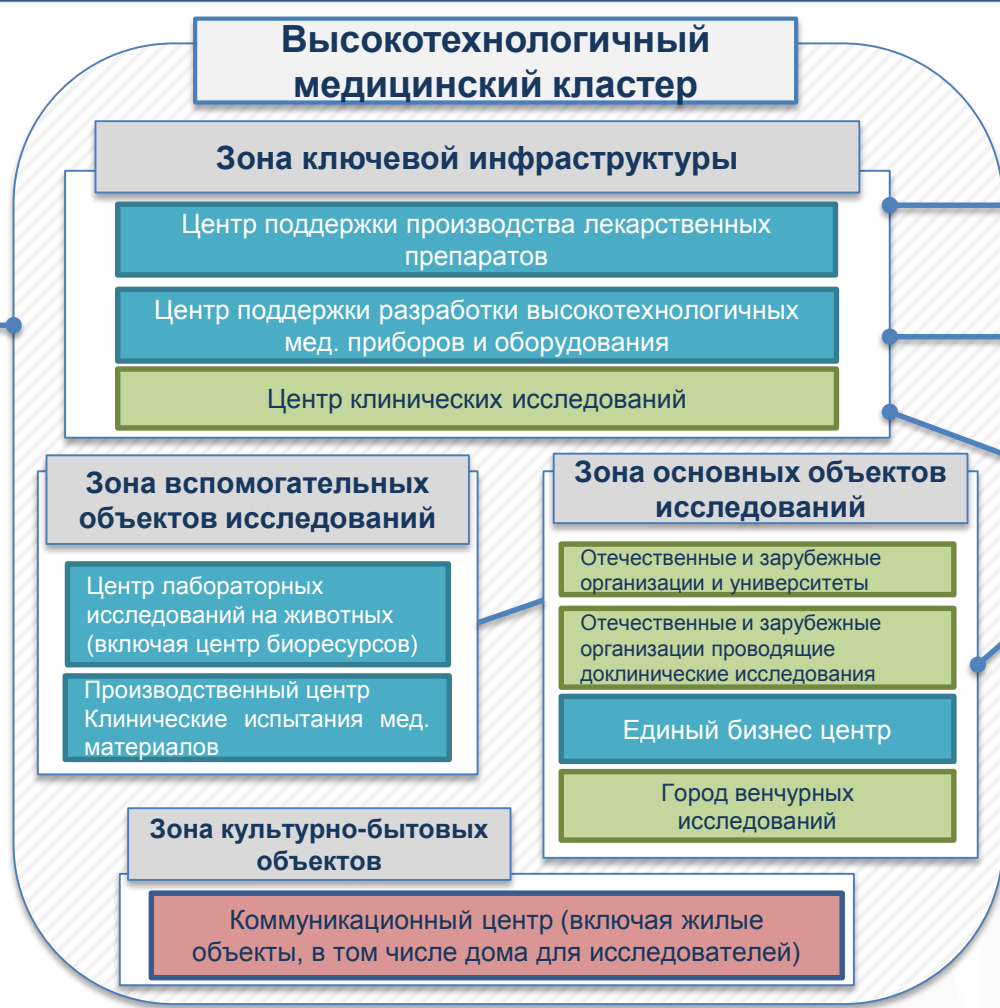 Высокотехнологичный
медицинский кластер
Зона ключевой инфраструктуры
Центр поддержки производства лекарственных
препаратов
Центр поддержки разработки высокотехнологичных
мед. приборов и оборудования
Центр клинических исследований
Зона вспомогательных
объектов исследований
Центр лабораторных
исследований на животных
(включая центр биоресурсов)
Производственный центр
Клинические испытания мед.
материалов
Зона основных объектов
исследований
Отечественные и зарубежные
организации и университеты
Отечественные и зарубежные
организации проводящие
доклинические исследования
Единый бизнес центр
Город венчурных
исследований
Зона культурно-бытовых
объектов
Коммуникационный центр (включая жилые
объекты, в том числе дома для исследователей)